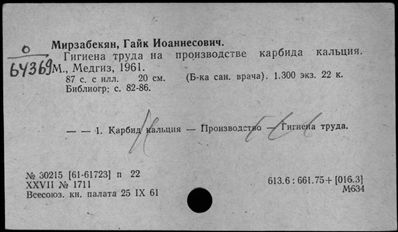 О
64369
Мирзабекян, Гайк Иоаннесович.
Гигиена труда на производстве карбида кальция.
М., Медгиз, 1961.
87 с. с илл. 20 см. (Б-ка сан. врача). 1.300 экз. 22 к.
Библиогр: с. 82-86.
— — 1. Карбид кальция — Производство — Гигиена труда.
№ 30215 [61-61723] п 22
XXVII № 1711
Всесоюз. кн. палата 25 IX 61
613.6 : 661.75 + [016.3]
М634